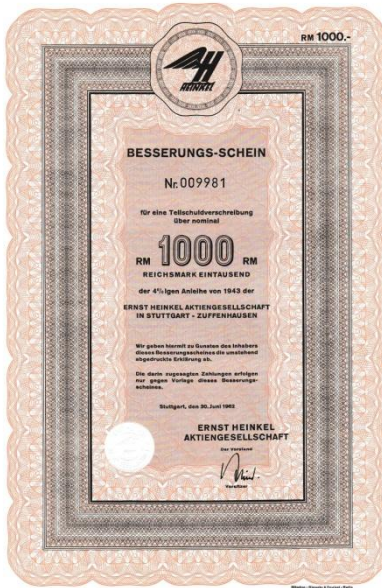 RM 1000.-
HEINKEL
BESSERUNGS-SCHEIN
Nr. 009981
für eine Teilschuldverschreibung
über nominal
RM 1000 RM
REICHSMARK EINTAUSEND
der 4%igen Anleihe von 1943 der
ERNST HEINKEL AKTIENGESELLSCHAFT
IN STUTTGART - ZUFFENHAUSEN
Wir geben hiermit zu Gunsten des Inhabers
dieses Besserungsscheines die umstehend
abgedruckte Erklärung ab.
Die darin zugesagten Zahlungen erfolgen
nur gegen Vorlage dieses Besserungs-
scheines.
Stuttgart, den 30. Juni 1963
ERNST HEINKEL
AKTIENGESELLSCHAFT
Der Vorstand
Vorsitzer